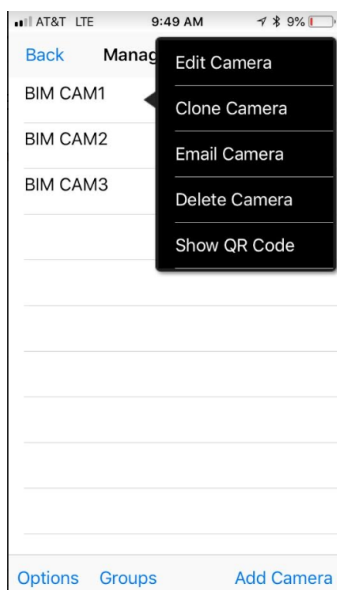 AT&T LTE 9:49 AM 9%
Back Manag
Edit Camera
BIM CAM1
Clone Camera
BIM CAM2
Email Camera
BIM CAM3
Delete Camera
Show QR Code
Options Groups Add Camera